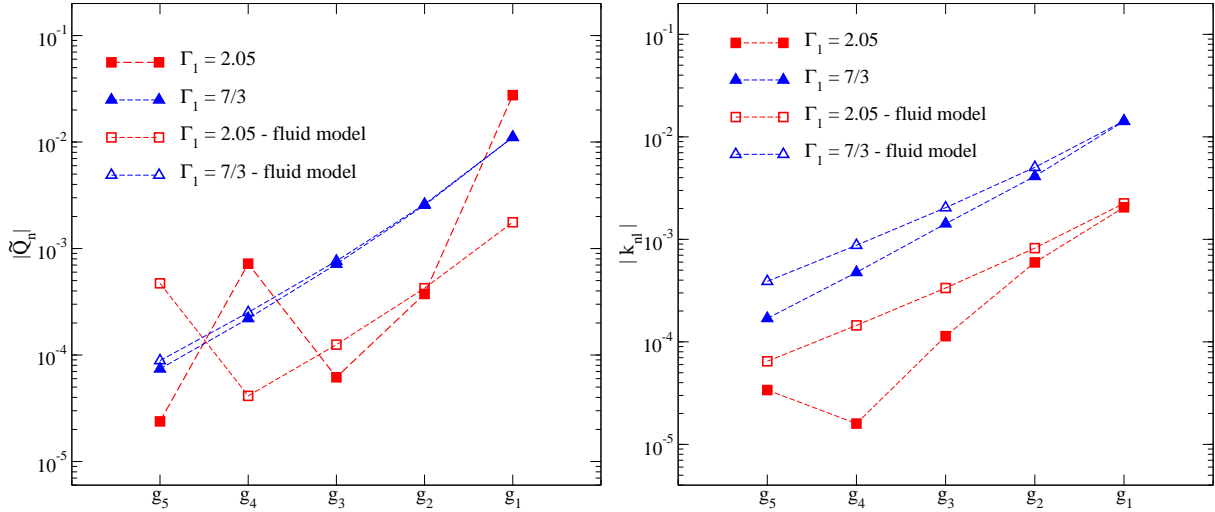 10⁻¹
10⁻²
10⁻³
10⁻⁴
10⁻⁵
|Q̃ₙ|
Γ₁ = 2.05
Γ₁ = 7/3
Γ₁ = 2.05 - fluid model
Γ₁ = 7/3 - fluid model
g₅ g₄ g₃ g₂ g₁
10⁻¹
10⁻²
10⁻³
10⁻⁴
10⁻⁵
| kₙₗ |
Γ₁ = 2.05
Γ₁ = 7/3
Γ₁ = 2.05 - fluid model
Γ₁ = 7/3 - fluid model
g₅ g₄ g₃ g₂ g₁